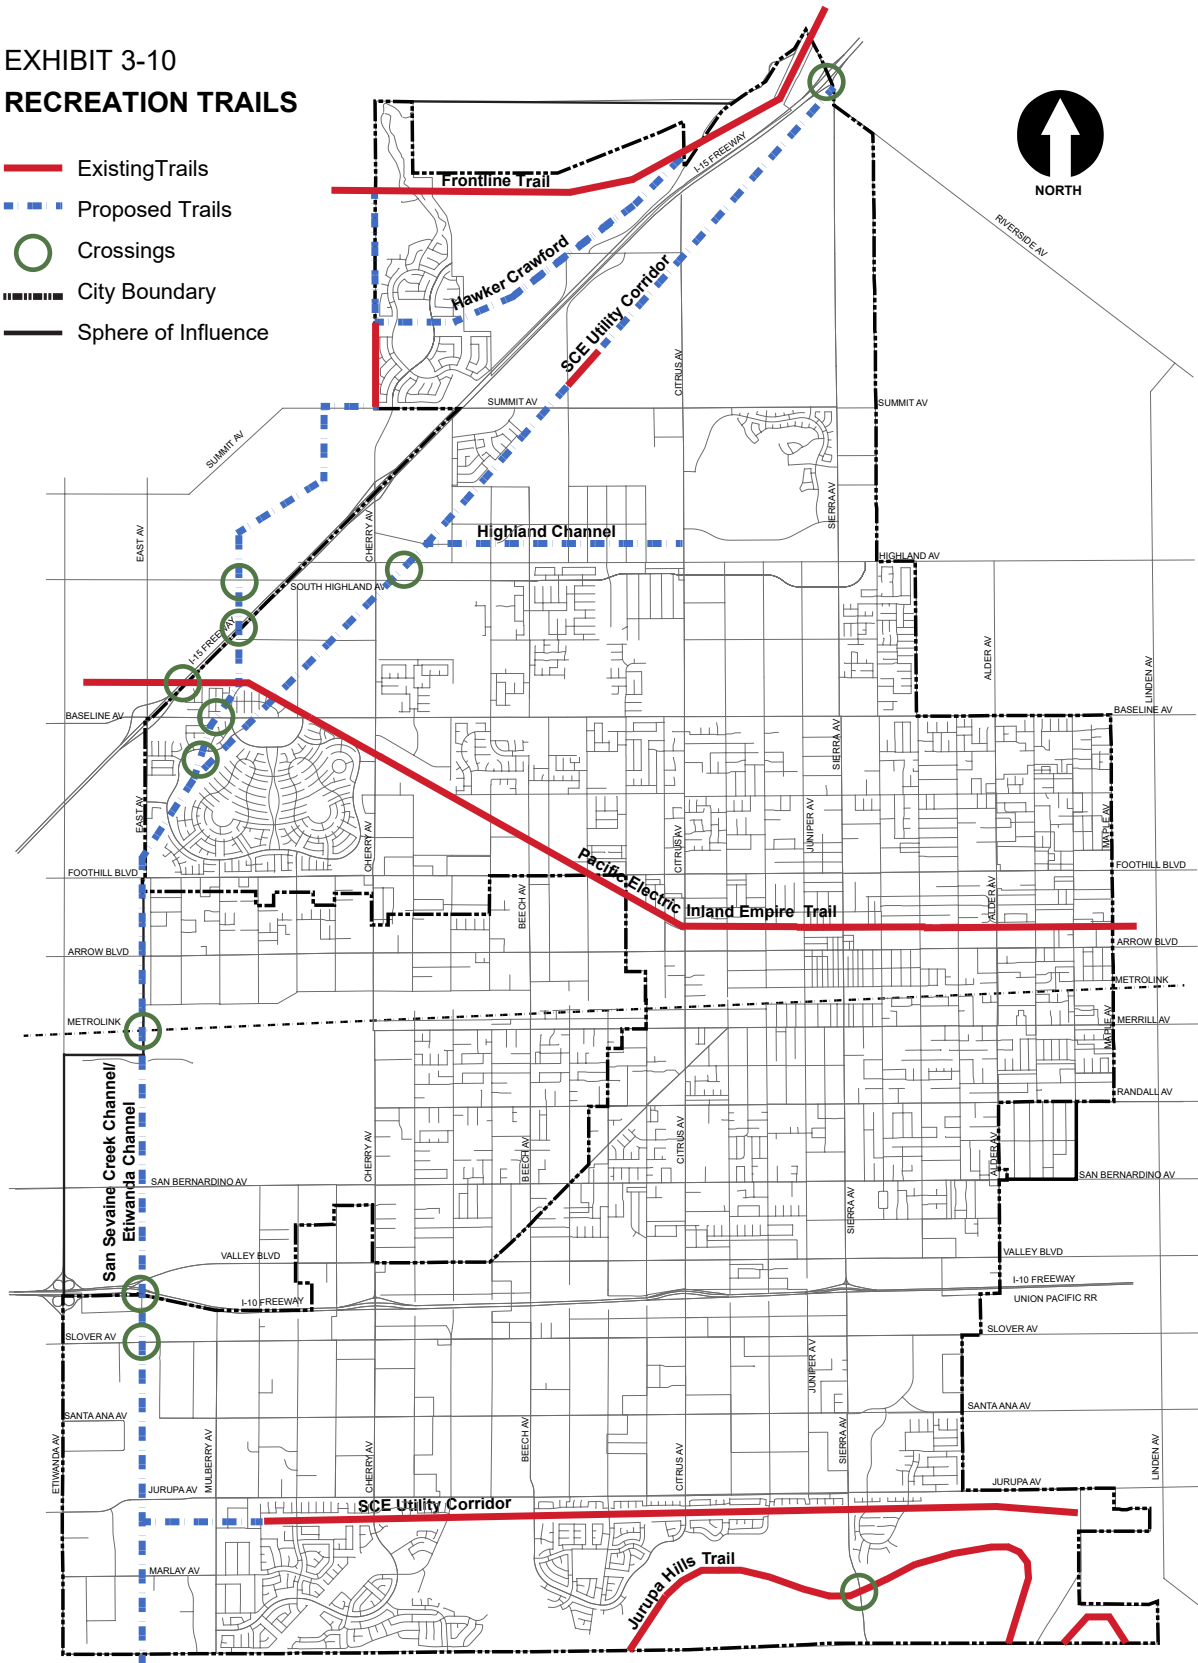 EXHIBIT 3-10
RECREATION TRAILS
ExistingTrails
Proposed Trails
Crossings
City Boundary
Sphere of Influence
NORTH
Frontline Trail
I-15 FREEWAY
RIVERSIDE AV
Hawker Crawford
SCE Utility Corridor
CITRUS AV
SUMMIT AV
SUMMIT AV
SUMMIT AV
SIERRA AV
CHERRY AV
EAST AV
Highland Channel
HIGHLAND AV
SOUTH HIGHLAND AV
I-15 FREEWAY
ALDER AV
LINDEN AV
BASELINE AV
BASELINE AV
SIERRA AV
EAST AV
CHERRY AV
CITRUS AV
JUNIPER AV
MAPLE AV
FOOTHILL BLVD
FOOTHILL BLVD
Pacific Electric Inland Empire Trail
BEECH AV
ALDER AV
ARROW BLVD
ARROW BLVD
METROLINK
METROLINK
MERRILL AV
MAPLE AV
RANDALL AV
San Sevaine Creek Channel/
Etiwanda Channel
CHERRY AV
BEECH AV
CITRUS AV
ALDER AV
SAN BERNARDINO AV
SAN BERNARDINO AV
SIERRA AV
VALLEY BLVD
VALLEY BLVD
I-10 FREEWAY
I-10 FREEWAY
UNION PACIFIC RR
SLOVER AV
SLOVER AV
JUNIPER AV
SANTA ANA AV
SANTA ANA AV
ETIWANDA AV
MULBERRY AV
CHERRY AV
BEECH AV
CITRUS AV
SIERRA AV
LINDEN AV
JURUPA AV
JURUPA AV
SCE Utility Corridor
MARLAY AV
Jurupa Hills Trail